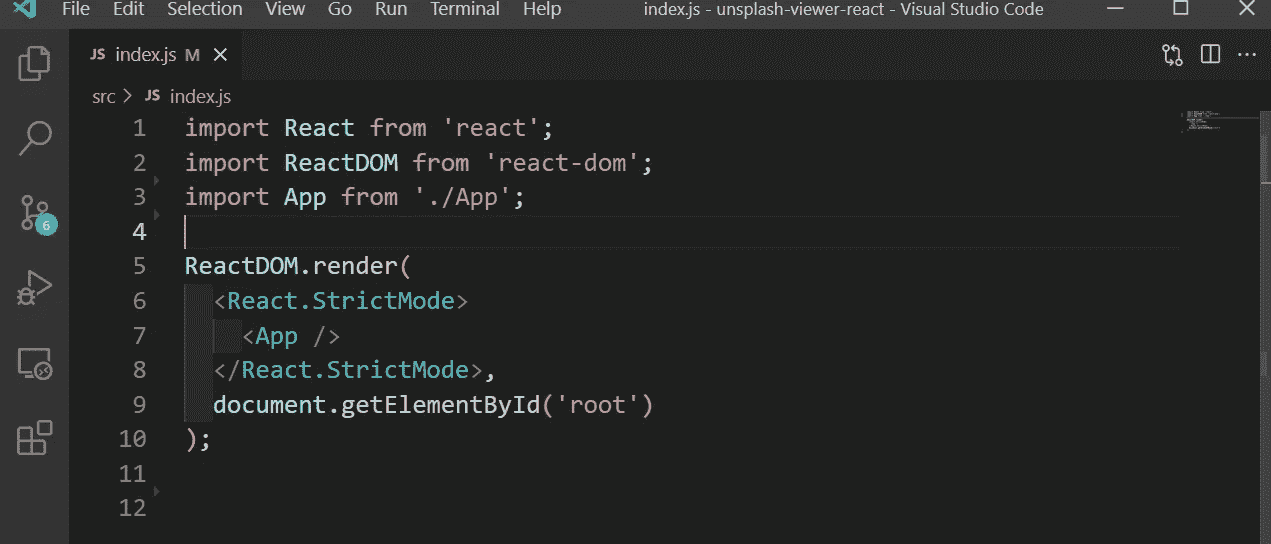 File Edit Selection View Go Run Terminal Help index.js - unsplash-viewer-react - Visual Studio Code
JS index.js M
src > JS index.js
1 import React from 'react';
2 import ReactDOM from 'react-dom';
3 import App from './App';
4
5 ReactDOM.render(
6 <React.StrictMode>
7 <App />
8 </React.StrictMode>,
9 document.getElementById('root')
10 );
11
12
6